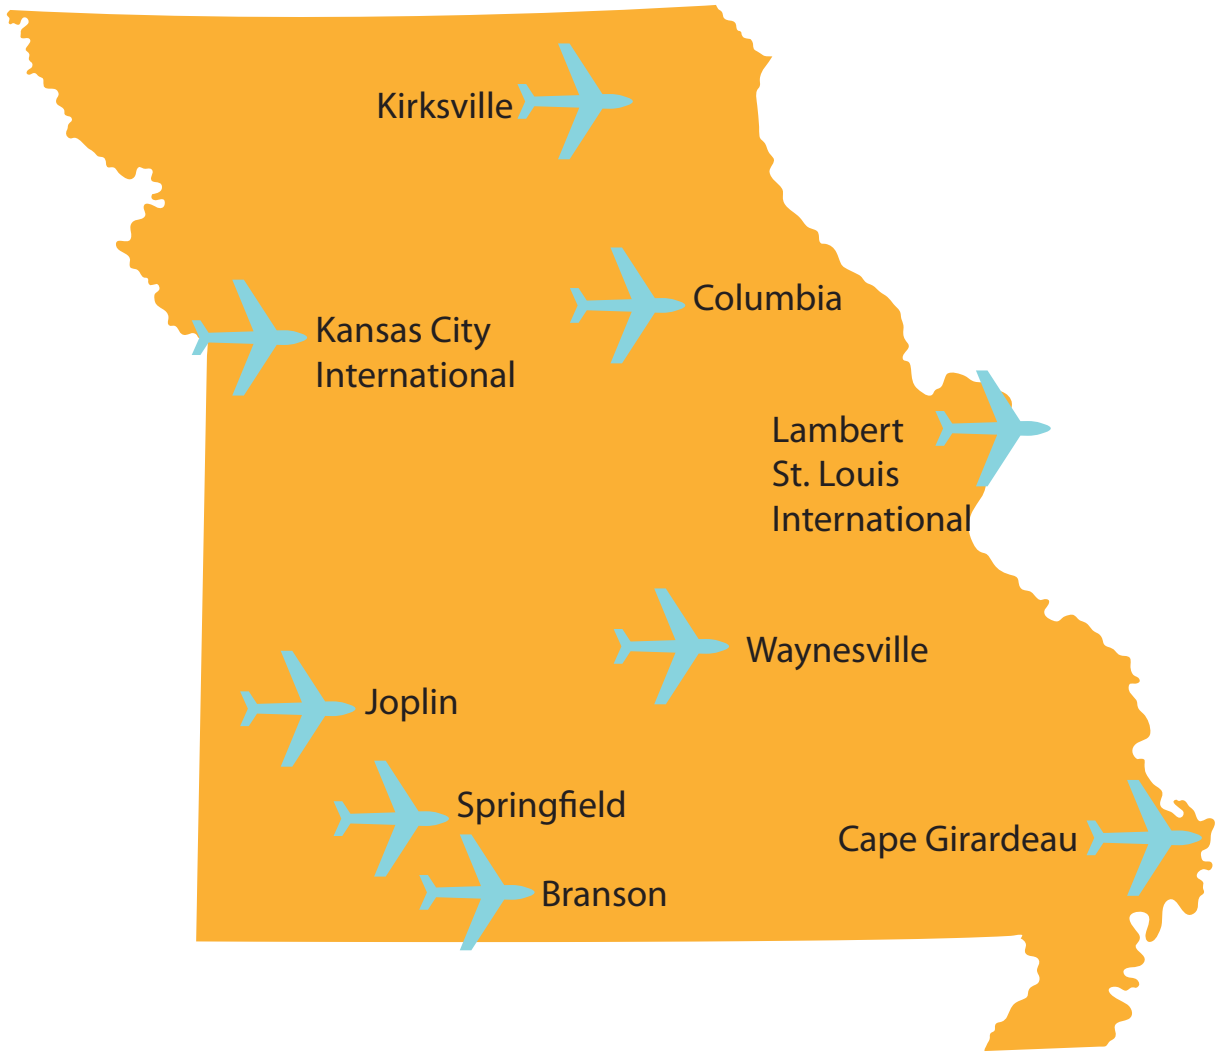 Kirksville
Columbia
Kansas City
International
Lambert
St. Louis
International
Waynesville
Joplin
Springfield
Cape Girardeau
Branson